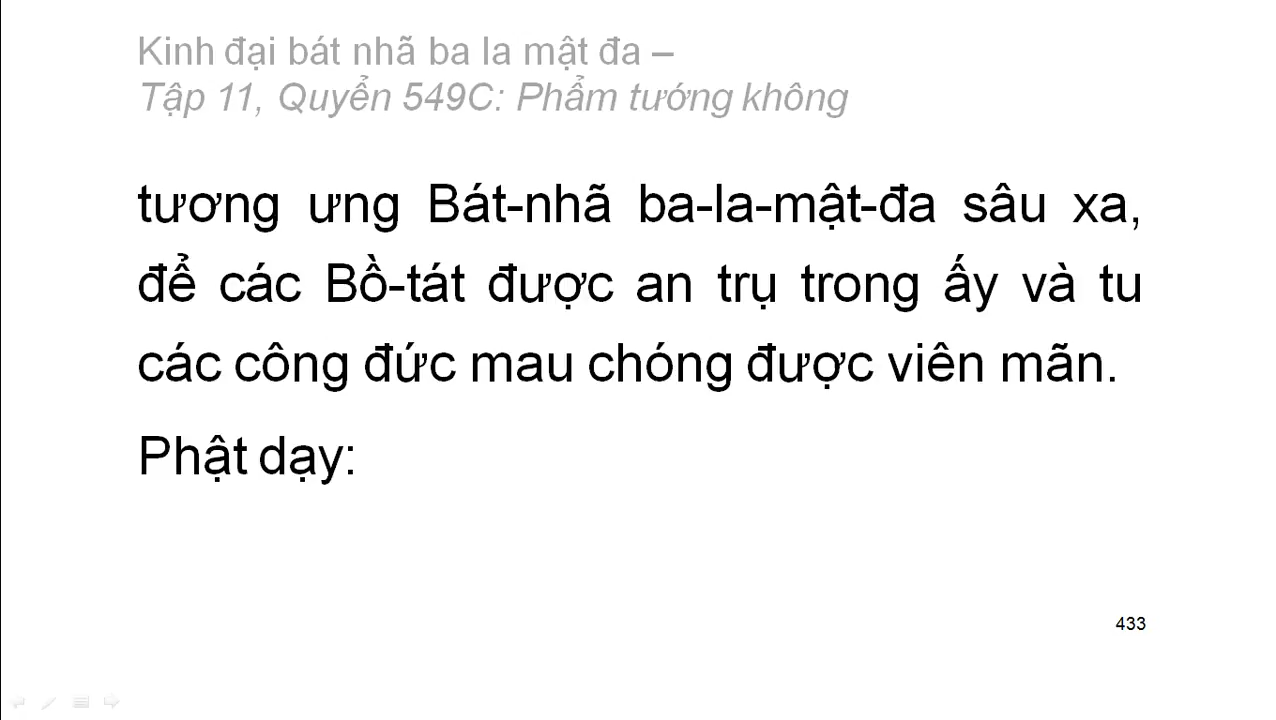 Kinh đại bát nhã ba la mật đa –
Tập 11, Quyển 549C: Phẩm tướng không
tương ưng Bát-nhã ba-la-mật-đa sâu xa,
để các Bồ-tát được an trụ trong ấy và tu
các công đức mau chóng được viên mãn.
Phật dạy:
433